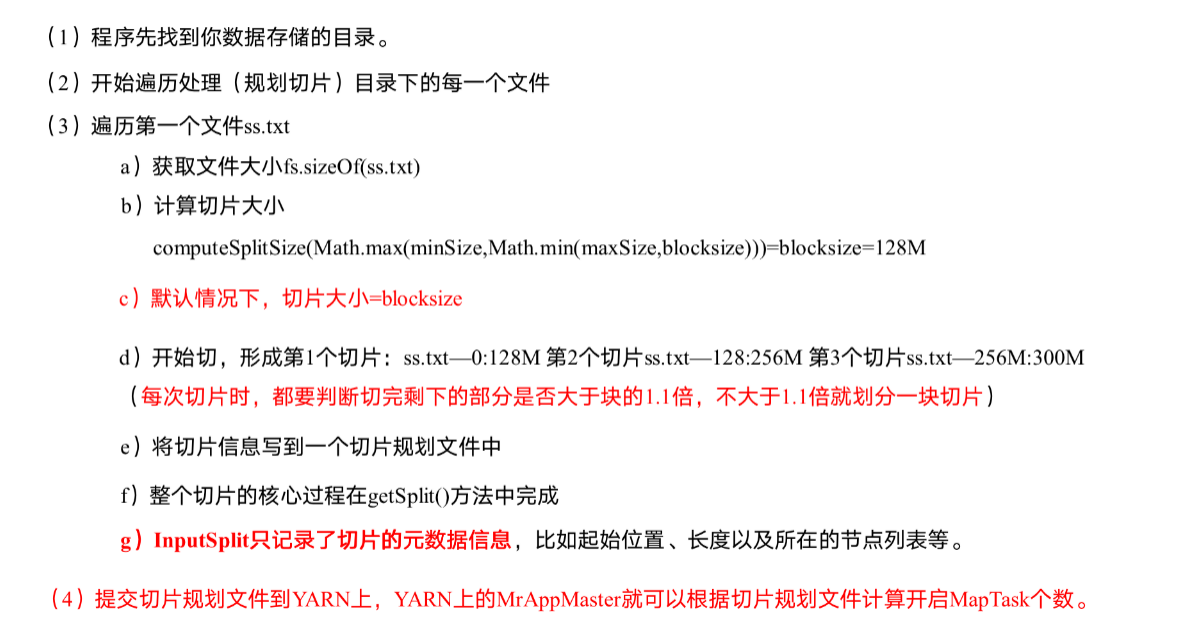 （1）程序先找到你数据存储的目录。
（2）开始遍历处理（规划切片）目录下的每一个文件
（3）遍历第一个文件ss.txt
a）获取文件大小fs.sizeOf(ss.txt)
b）计算切片大小
computeSplitSize(Math.max(minSize,Math.min(maxSize,blocksize)))=blocksize=128M
c）默认情况下，切片大小=blocksize
d）开始切，形成第1个切片：ss.txt—0:128M 第2个切片ss.txt—128:256M 第3个切片ss.txt—256M:300M
（每次切片时，都要判断切完剩下的部分是否大于块的1.1倍，不大于1.1倍就划分一块切片）
e）将切片信息写到一个切片规划文件中
f）整个切片的核心过程在getSplit()方法中完成
g）InputSplit只记录了切片的元数据信息，比如起始位置、长度以及所在的节点列表等。
（4）提交切片规划文件到YARN上，YARN上的MrAppMaster就可以根据切片规划文件计算开启MapTask个数。